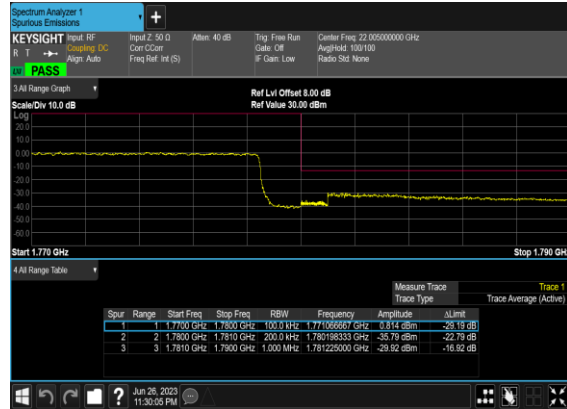 Spectrum Analyzer 1
Spurious Emissions
KEYSIGHT Input: RF Input Z: 50 Ω Atten: 40 dB Trig: Free Run Center Freq: 22.005000000 GHz
R T Coupling: DC Corr CCorr Gate: Off Avg|Hold: 100/100
Align: Auto Freq Ref: Int (S) IF Gain: Low Radio Std: None
PASS
3 All Range Graph
Ref Lvl Offset 8.00 dB
Scale/Div 10.0 dB Ref Value 30.00 dBm
Log
20.0
10.0
0.00
-10.0
-20.0
-30.0
-40.0
-50.0
-60.0
Start 1.770 GHz Stop 1.790 GH
4 All Range Table
Measure Trace Trace 1
Trace Type Trace Average (Active)
Spur Range Start Freq Stop Freq RBW Frequency Amplitude ΔLimit
1 1 1.7700 GHz 1.7800 GHz 100.0 kHz 1.771066667 GHz 0.814 dBm -29.19 dB
2 2 1.7800 GHz 1.7810 GHz 200.0 kHz 1.780198333 GHz -35.79 dBm -22.79 dB
3 3 1.7810 GHz 1.7900 GHz 1.000 MHz 1.781225000 GHz -29.92 dBm -16.92 dB
? Jun 26, 2023
11:30:05 PM